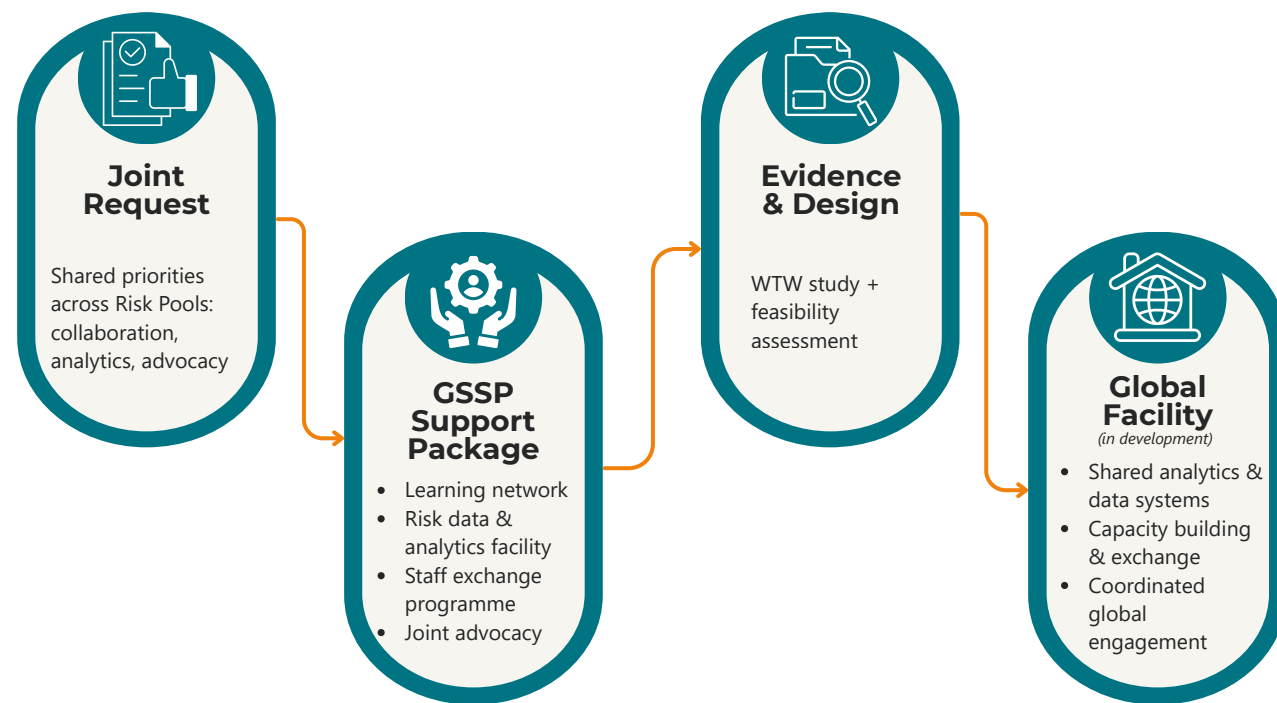 Joint
Request
Shared priorities
across Risk Pools:
collaboration,
analytics, advocacy
GSSP
Support
Package
• Learning network
• Risk data &
analytics facility
• Staff exchange
programme
• Joint advocacy
Evidence
& Design
WTW study +
feasibility
assessment
Global
Facility
(in development)
• Shared analytics &
data systems
• Capacity building
& exchange
• Coordinated
global
engagement